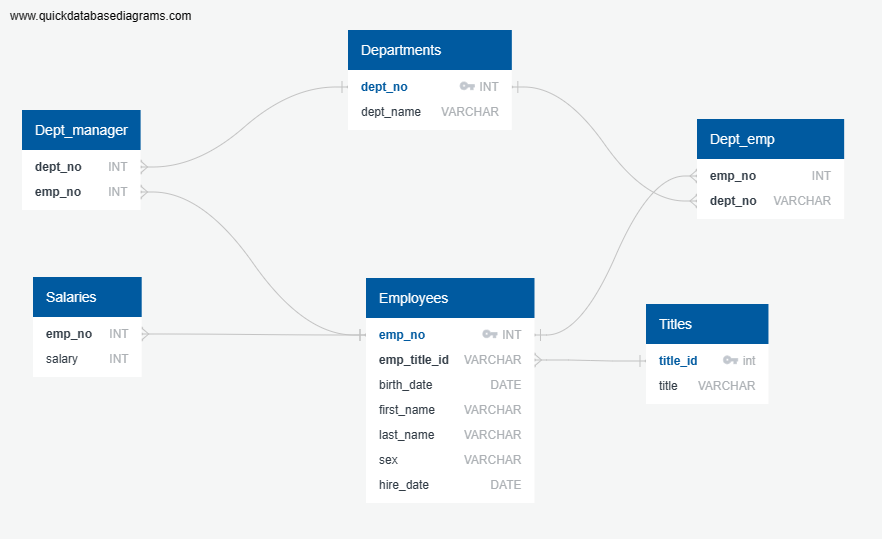 www.quickdatabasediagrams.com
Departments
dept_no INT
dept_name VARCHAR
Dept_manager
dept_no INT
emp_no INT
Dept_emp
emp_no INT
dept_no VARCHAR
Salaries
emp_no INT
salary INT
Employees
emp_no INT
emp_title_id VARCHAR
birth_date DATE
first_name VARCHAR
last_name VARCHAR
sex VARCHAR
hire_date DATE
Titles
title_id int
title VARCHAR